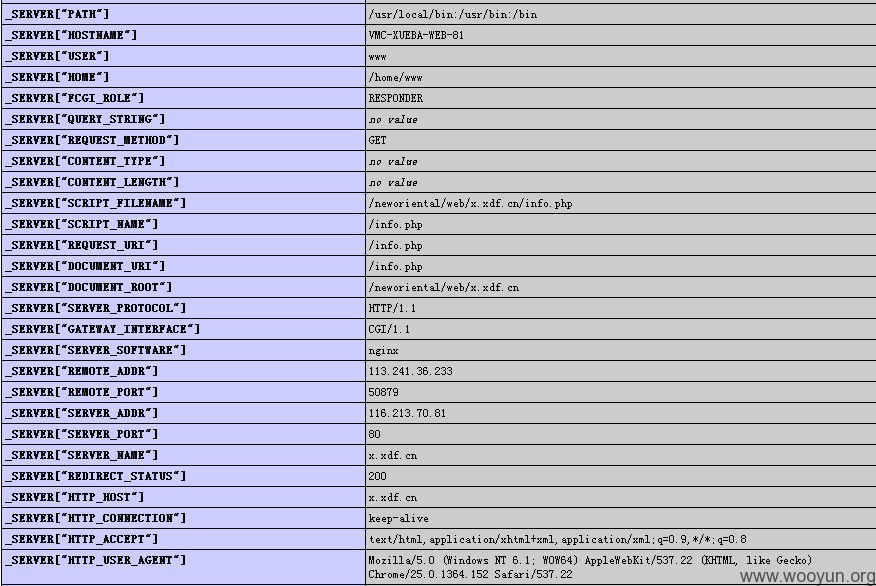 _SERVER["PATH"] /usr/local/bin:/usr/bin:/bin
_SERVER["HOSTNAME"] VMC-XUEBA-WEB-81
_SERVER["USER"] www
_SERVER["HOME"] /home/www
_SERVER["FCGI_ROLE"] RESPONDER
_SERVER["QUERY_STRING"] no value
_SERVER["REQUEST_METHOD"] GET
_SERVER["CONTENT_TYPE"] no value
_SERVER["CONTENT_LENGTH"] no value
_SERVER["SCRIPT_FILENAME"] /neworiental/web/x.xdf.cn/info.php
_SERVER["SCRIPT_NAME"] /info.php
_SERVER["REQUEST_URI"] /info.php
_SERVER["DOCUMENT_URI"] /info.php
_SERVER["DOCUMENT_ROOT"] /neworiental/web/x.xdf.cn
_SERVER["SERVER_PROTOCOL"] HTTP/1.1
_SERVER["GATEWAY_INTERFACE"] CGI/1.1
_SERVER["SERVER_SOFTWARE"] nginx
_SERVER["REMOTE_ADDR"] 113.241.36.233
_SERVER["REMOTE_PORT"] 50879
_SERVER["SERVER_ADDR"] 116.213.70.81
_SERVER["SERVER_PORT"] 80
_SERVER["SERVER_NAME"] x.xdf.cn
_SERVER["REDIRECT_STATUS"] 200
_SERVER["HTTP_HOST"] x.xdf.cn
_SERVER["HTTP_CONNECTION"] keep-alive
_SERVER["HTTP_ACCEPT"] text/html,application/xhtml+xml,application/xml;q=0.9,*/*;q=0.8
_SERVER["HTTP_USER_AGENT"] Mozilla/5.0 (Windows NT 6.1; WOW64) AppleWebKit/537.22 (KHTML, like Gecko)
Chrome/25.0.1364.152 Safari/537.22
www.wooyun.org